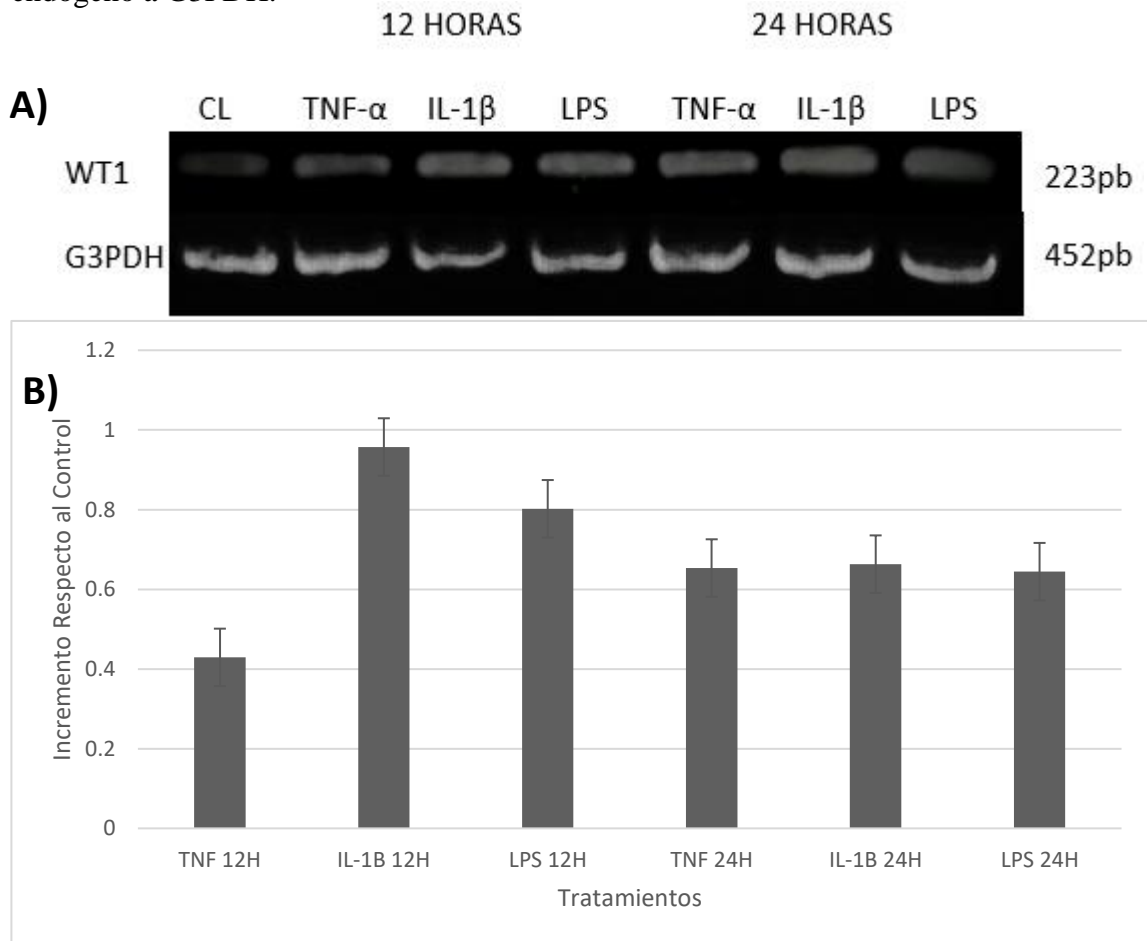 endógeno a G3PDH.
12 HORAS 24 HORAS
A) CL TNF-α IL-1β LPS TNF-α IL-1β LPS
WT1 223pb
G3PDH 452pb
B)
Incremento Respecto al Control
1.2
1
0.8
0.6
0.4
0.2
0
TNF 12H IL-1B 12H LPS 12H TNF 24H IL-1B 24H LPS 24H
Tratamientos